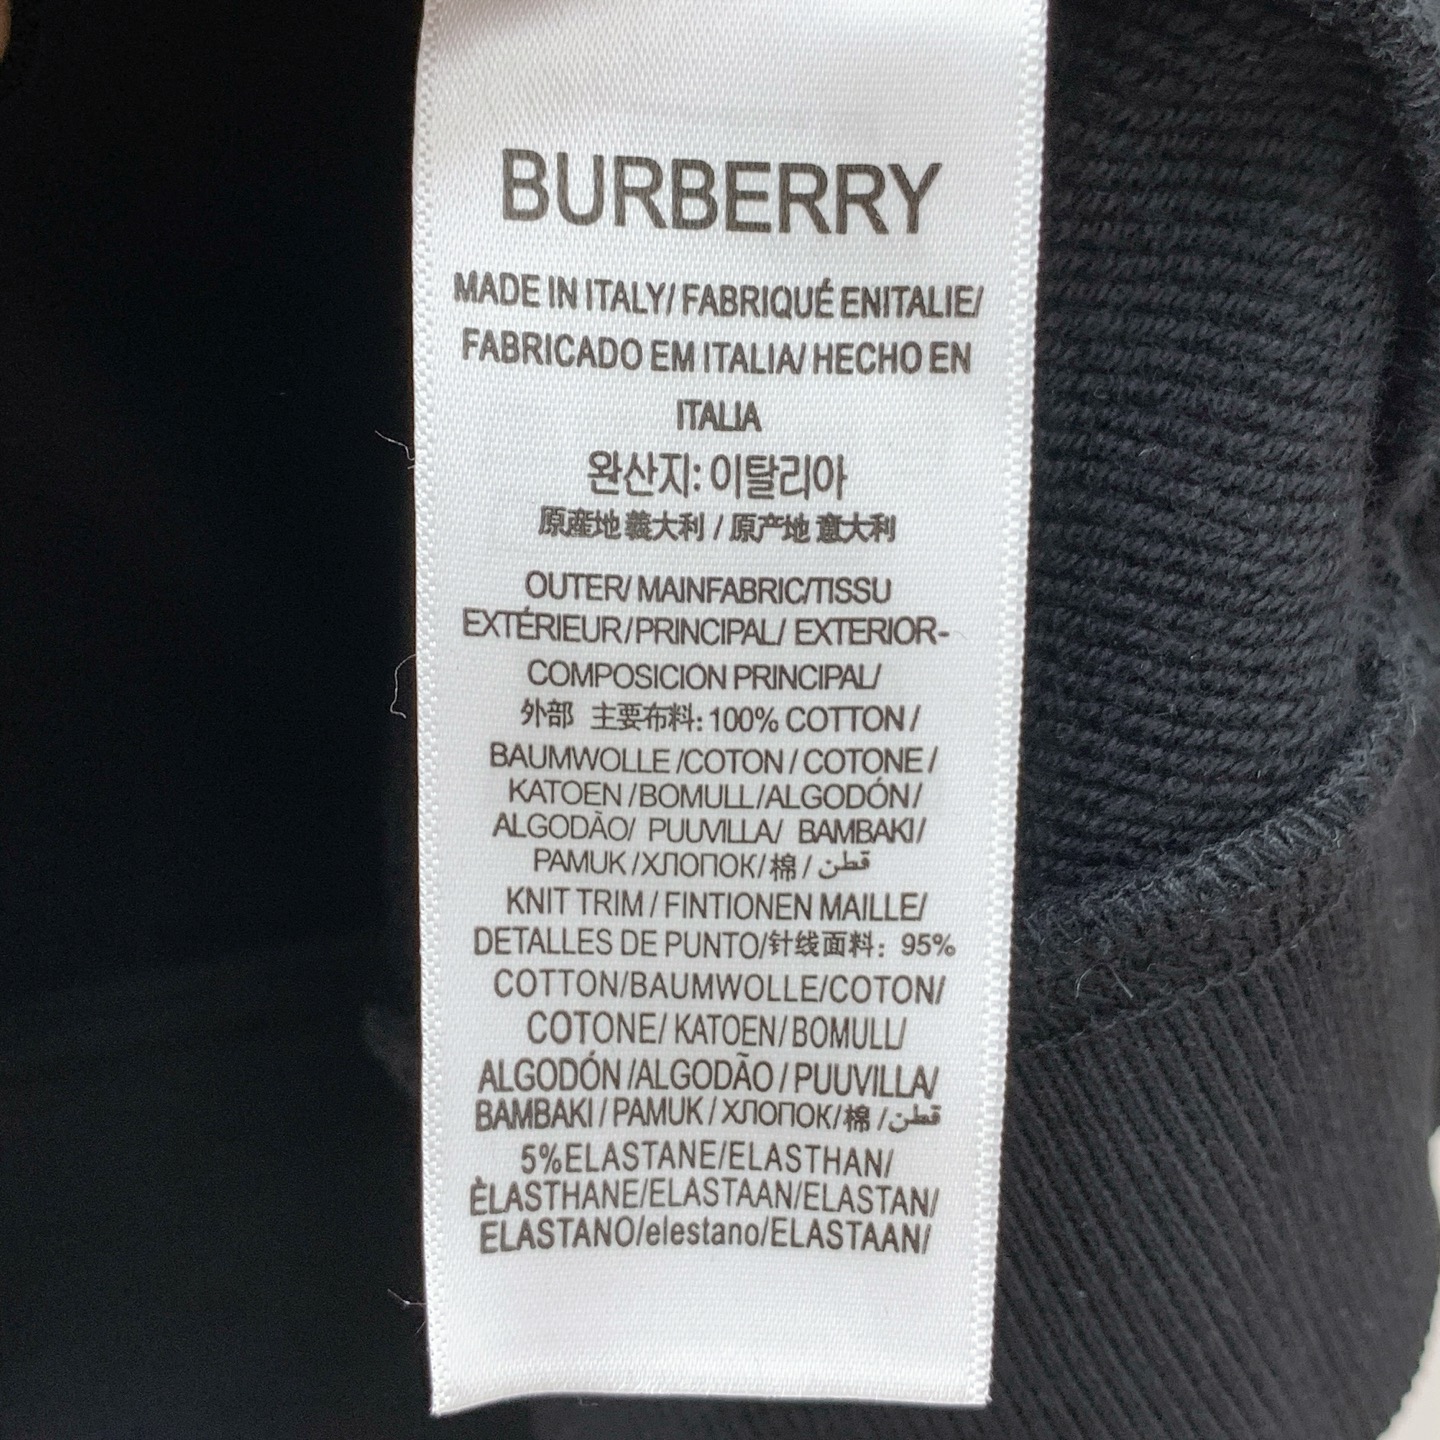 BURBERRY
MADE IN ITALY/ FABRIQUÉ ENITALIE/
FABRICADO EM ITALIA/ HECHO EN
ITALIA
완산지: 이탈리아
原產地 義大利 / 原产地 意大利
OUTER/ MAINFABRIC/TISSU
EXTÉRIEUR/PRINCIPAL/ EXTERIOR-
COMPOSICION PRINCIPAL/
外部 主要布料: 100% COTTON /
BAUMWOLLE /COTON / COTONE /
KATOEN /BOMULL/ALGODÓN/
ALGODÃO/ PUUVILLA/ BAMBAKI/
PAMUK /ХЛОПОК/棉 / قطن
KNIT TRIM / FINTIONEN MAILLE/
DETALLES DE PUNTO/针线面料: 95%
COTTON/BAUMWOLLE/COTON/
COTONE/ KATOEN/ BOMULL/
ALGODÓN /ALGODÃO / PUUVILLA/
BAMBAKI / PAMUK / ХЛОПОК/棉 / قطن
5%ELASTANE/ELASTHAN/
ÈLASTHANE/ELASTAAN/ELASTAN/
ELASTANO/elestano/ELASTAAN/